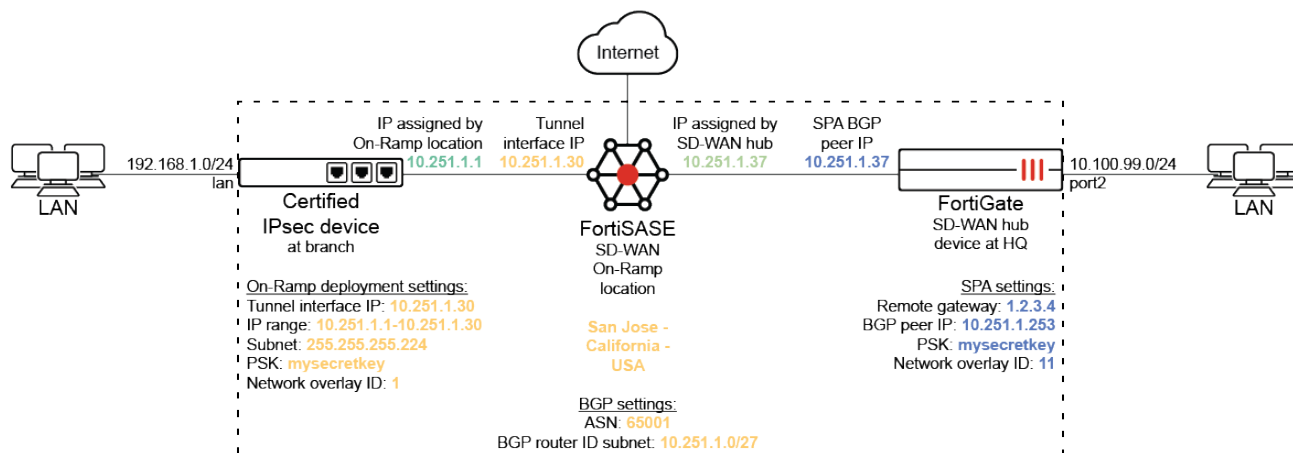 Internet
IP assigned by
On-Ramp location
10.251.1.1
Tunnel
interface IP
10.251.1.30
IP assigned by
SD-WAN hub
10.251.1.37
SPA BGP
peer IP
10.251.1.37
192.168.1.0/24
lan
10.100.99.0/24
port2
LAN
Certified
IPsec device
at branch
FortiSASE
SD-WAN
On-Ramp
location
FortiGate
SD-WAN hub
device at HQ
LAN
On-Ramp deployment settings:
Tunnel interface IP: 10.251.1.30
IP range: 10.251.1.1-10.251.1.30
Subnet: 255.255.255.224
PSK: mysecretkey
Network overlay ID: 1
San Jose -
California -
USA
SPA settings:
Remote gateway: 1.2.3.4
BGP peer IP: 10.251.1.253
PSK: mysecretkey
Network overlay ID: 11
BGP settings:
ASN: 65001
BGP router ID subnet: 10.251.1.0/27